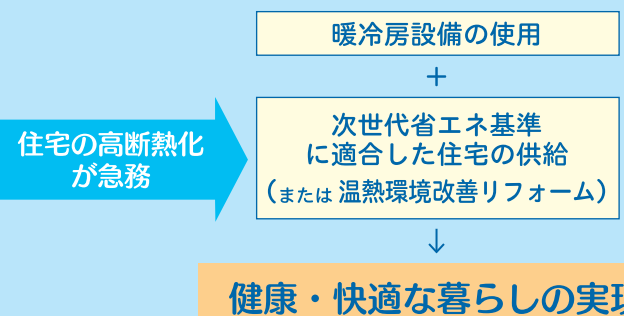 暖冷房設備の使用
+
住宅の高断熱化
が急務
次世代省エネ基準
に適合した住宅の供給
(または 温熱環境改善リフォーム)
↓
健康・快適な暮らしの実現